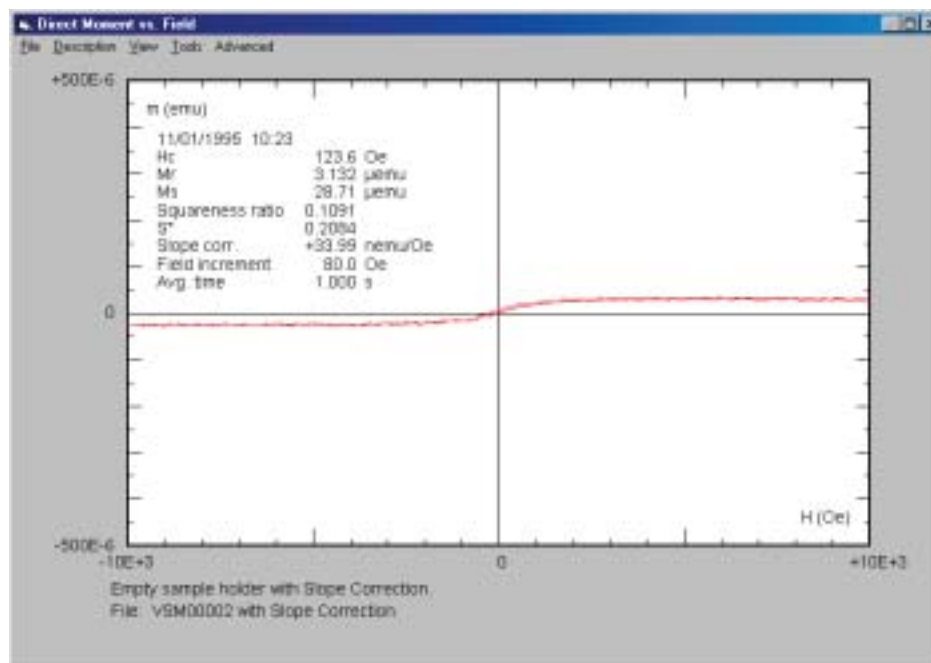 Direct Moment vs. Field
File Description View Tools Advanced
+500E-6
m (emu)
11/01/1995 10:23
Hc 123.6 Oe
Mr 3.132 µemu
Ms 28.71 µemu
Squareness ratio 0.1091
S* 0.2084
Slope corr. +33.99 nemu/Oe
Field increment 80.0 Oe
Avg. time 1.000 s
0
H (Oe)
-500E-6
-10E+3 0 +10E+3
Empty sample holder with Slope Correction
File: VSM00002 with Slope Correction